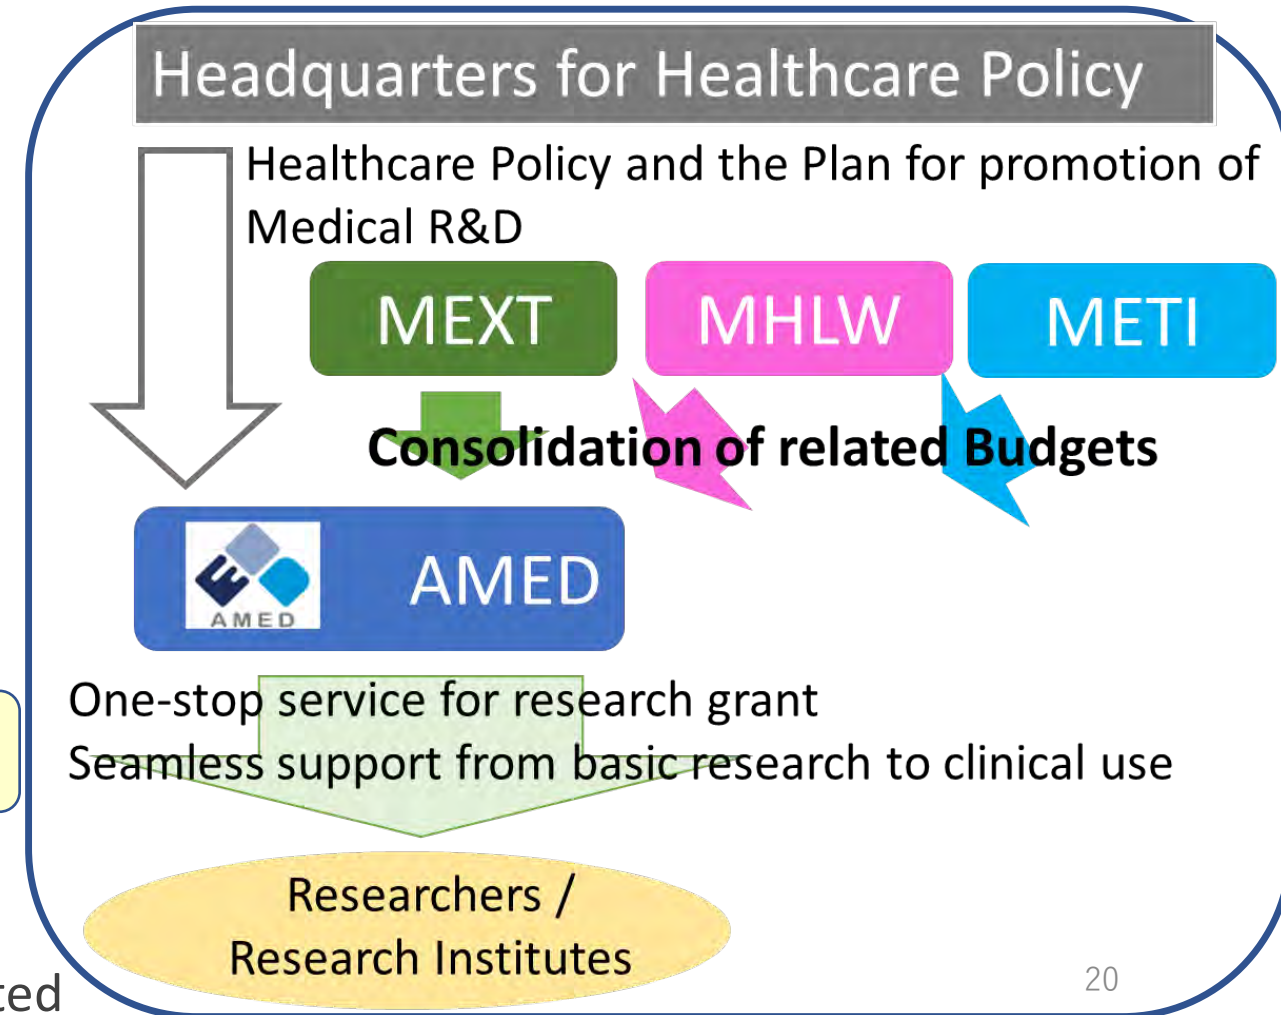 Headquarters for Healthcare Policy
Healthcare Policy and the Plan for promotion of
Medical R&D
MEXT
MHLW
METI
Consolidation of related Budgets
AMED
AMED
One-stop service for research grant
Seamless support from basic research to clinical use
Researchers /
Research Institutes
20